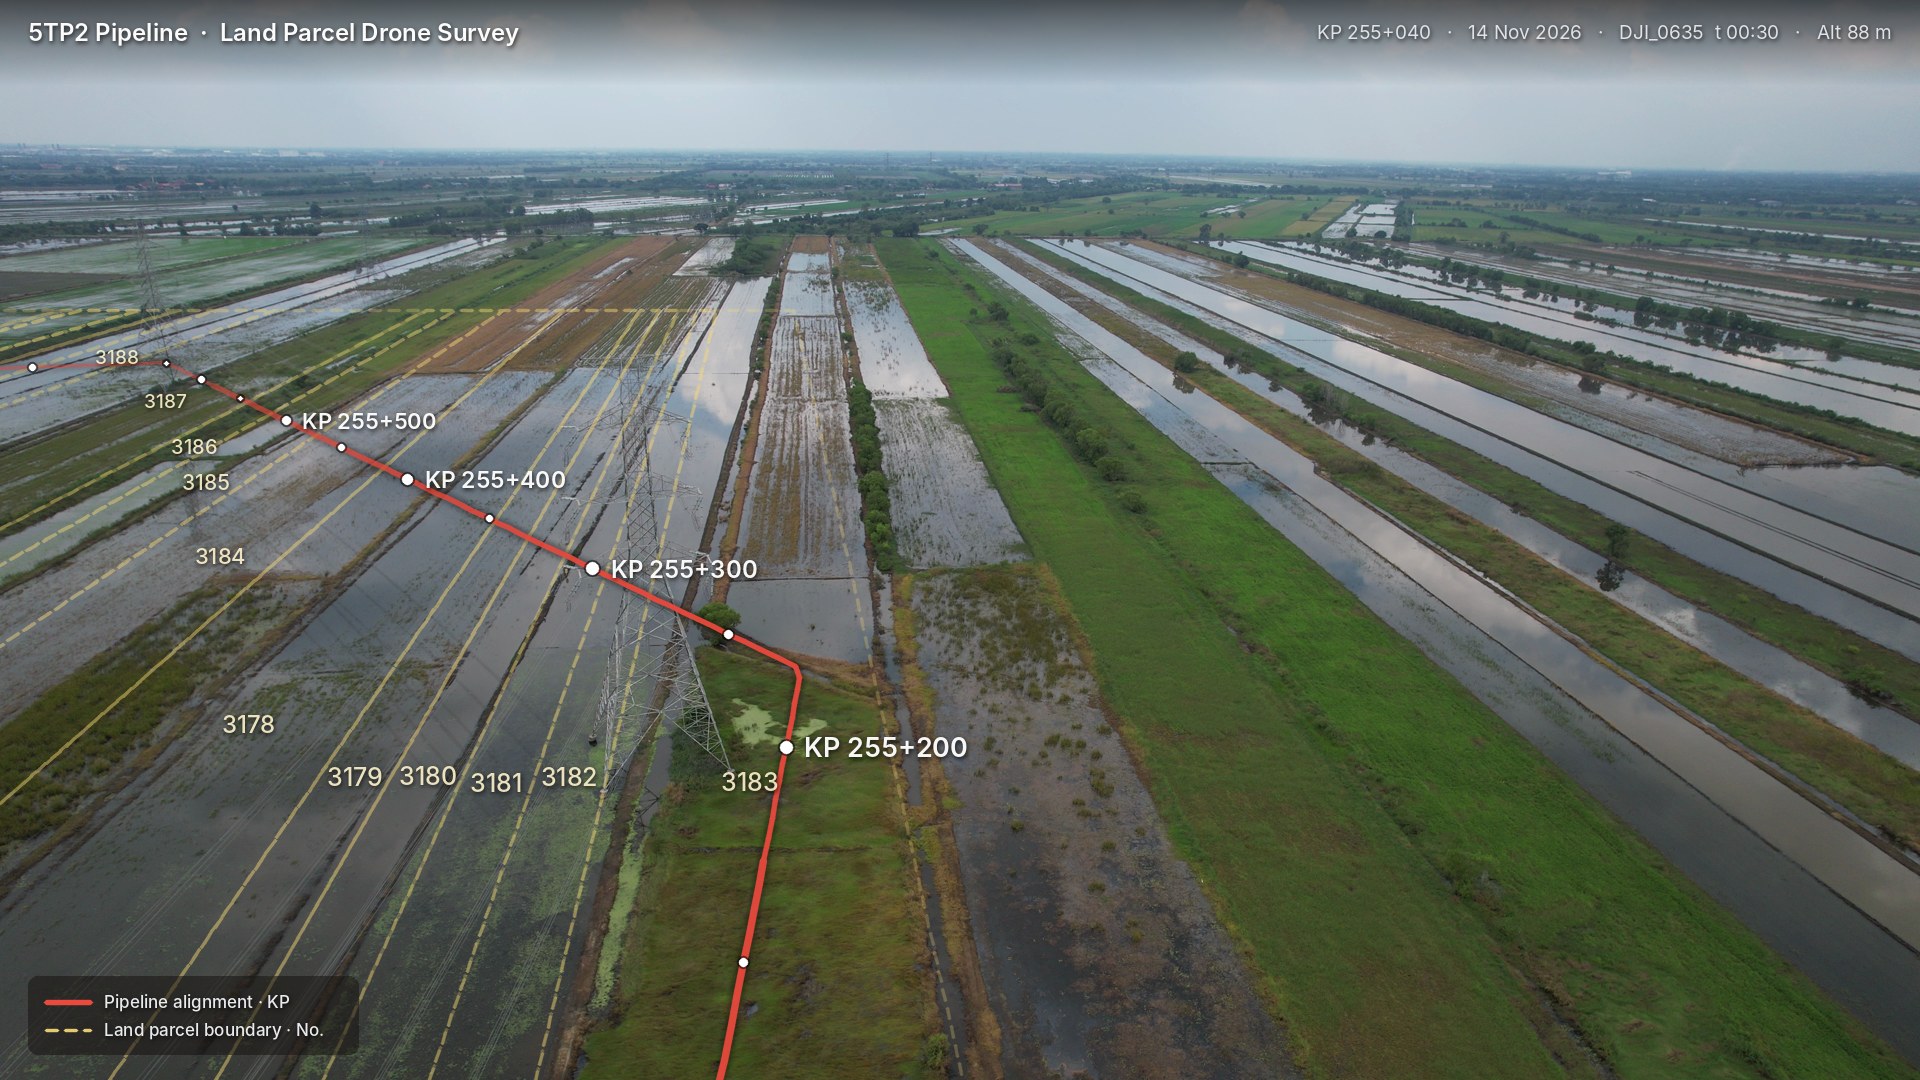 5TP2 Pipeline · Land Parcel Drone Survey
KP 255+040 · 14 Nov 2026 · DJI_0635 t 00:30 · Alt 88 m
3188
3187
KP 255+500
3186
KP 255+400
3185
3184
KP 255+300
3178
KP 255+200
3179
3180
3181
3182
3183
Pipeline alignment · KP
Land parcel boundary · No.